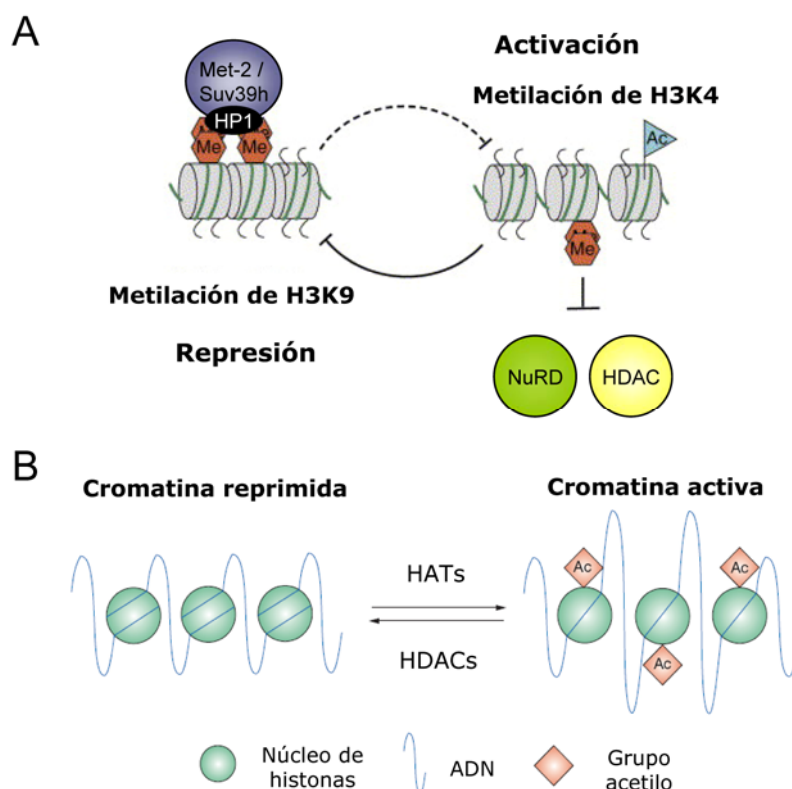 A
Activación
Metilación de H3K4
Met-2 /
Suv39h
HP1
Me
Me
Ac
Me
Metilación de H3K9
Represión
NuRD
HDAC
B
Cromatina reprimida
Cromatina activa
HATs
HDACs
Ac
Ac
Ac
Núcleo de
histonas
ADN
Grupo
acetilo